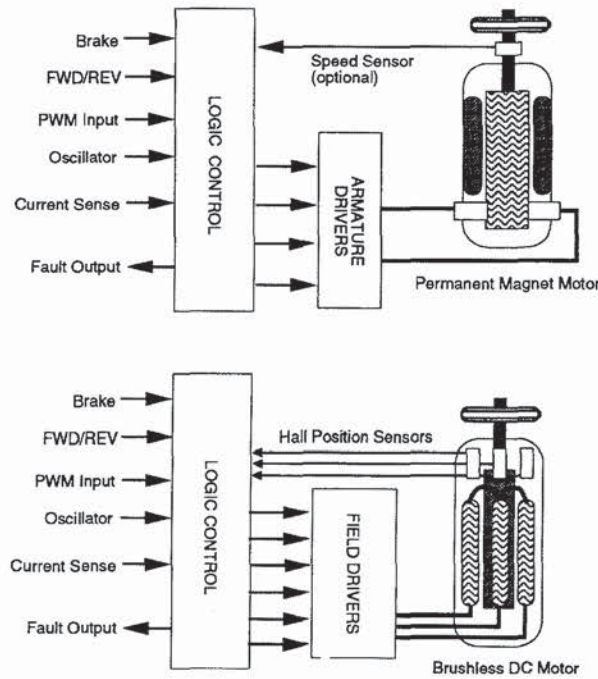 Brake
FWD/REV
PWM Input
Oscillator
Current Sense
Fault Output
LOGIC CONTROL
Speed Sensor
(optional)
ARMATURE
DRIVERS
Permanent Magnet Motor
Brake
FWD/REV
PWM Input
Oscillator
Current Sense
Fault Output
LOGIC CONTROL
Hall Position Sensors
FIELD DRIVERS
Brushless DC Motor